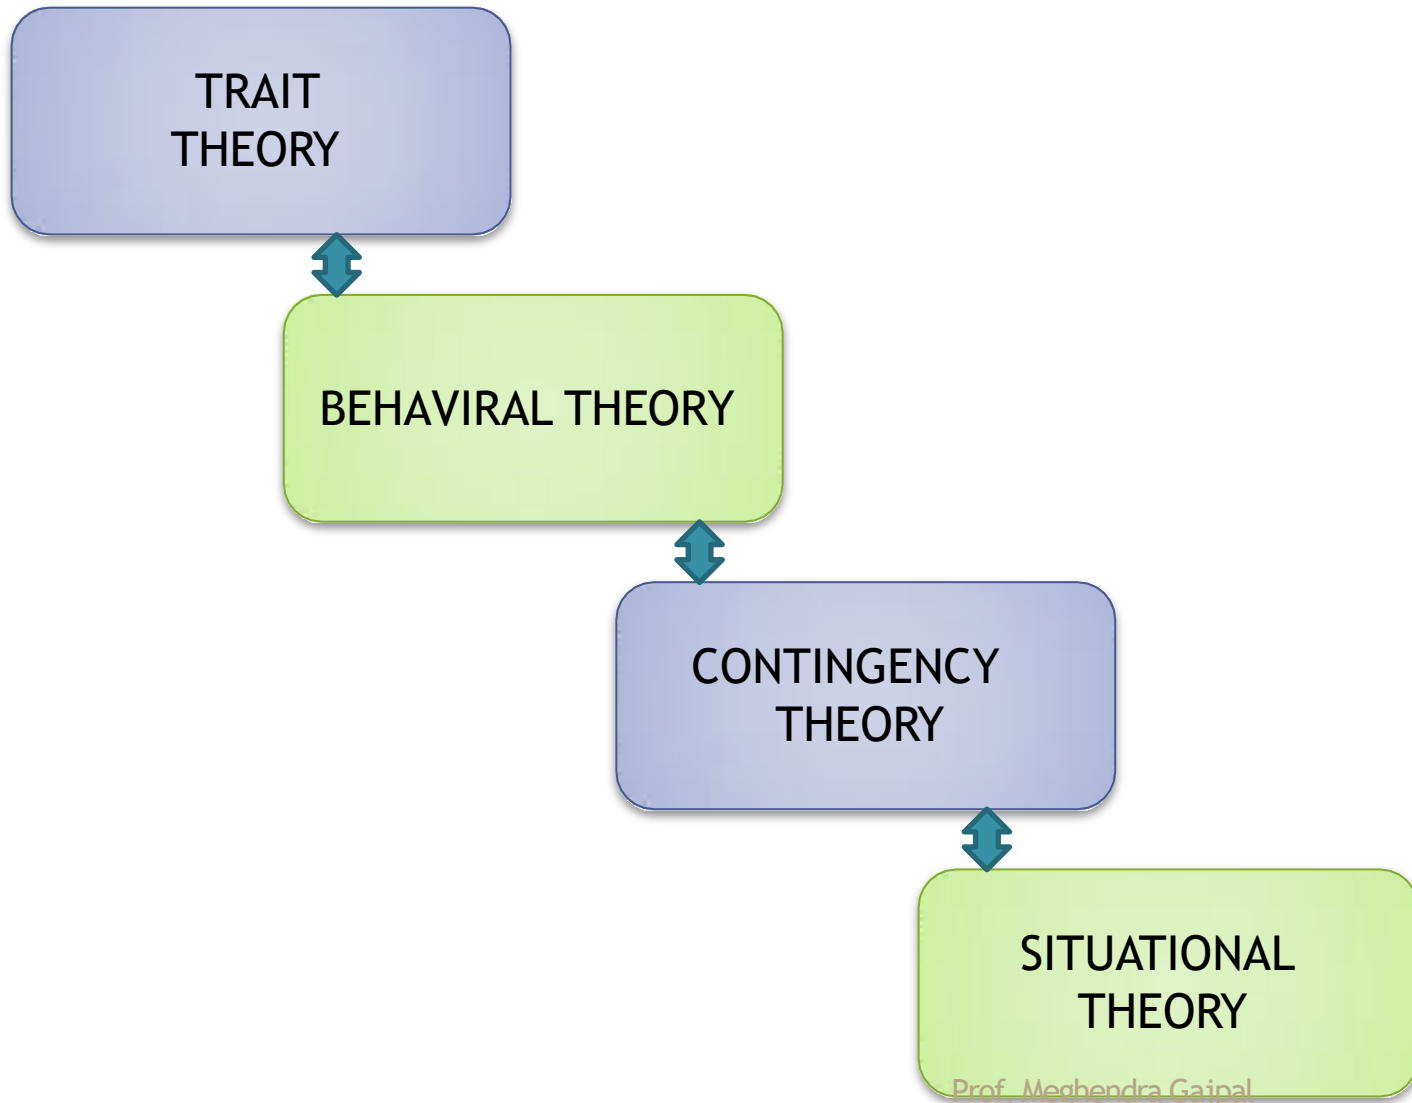 TRAIT
THEORY
BEHAVIRAL THEORY
CONTINGENCY
THEORY
SITUATIONAL
THEORY
Prof. Meghendra Gajpal